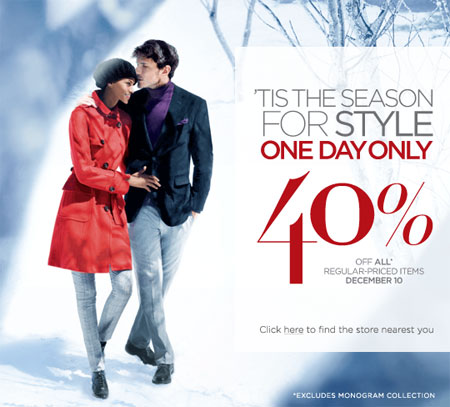 'TIS THE SEASON
FOR STYLE
ONE DAY ONLY
40%
OFF ALL*
REGULAR-PRICED ITEMS
DECEMBER 10
Click here to find the store nearest you
*EXCLUDES MONOGRAM COLLECTION